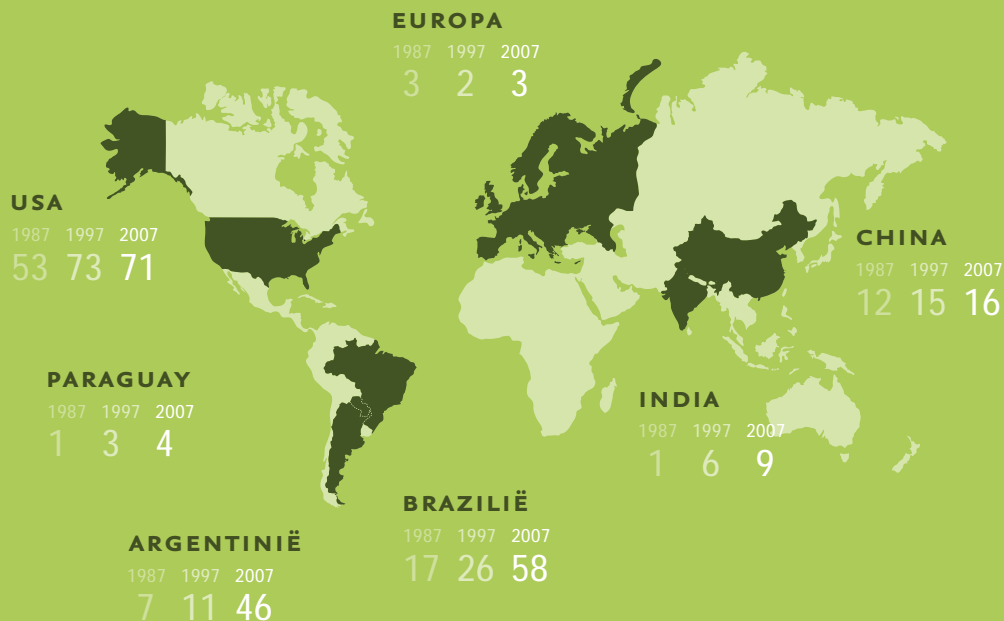 EUROPA
1987 1997 2007
3 2 3
USA
1987 1997 2007
53 73 71
CHINA
1987 1997 2007
12 15 16
PARAGUAY
1987 1997 2007
1 3 4
INDIA
1987 1997 2007
1 6 9
BRAZILIË
1987 1997 2007
17 26 58
ARGENTINIË
1987 1997 2007
7 11 46